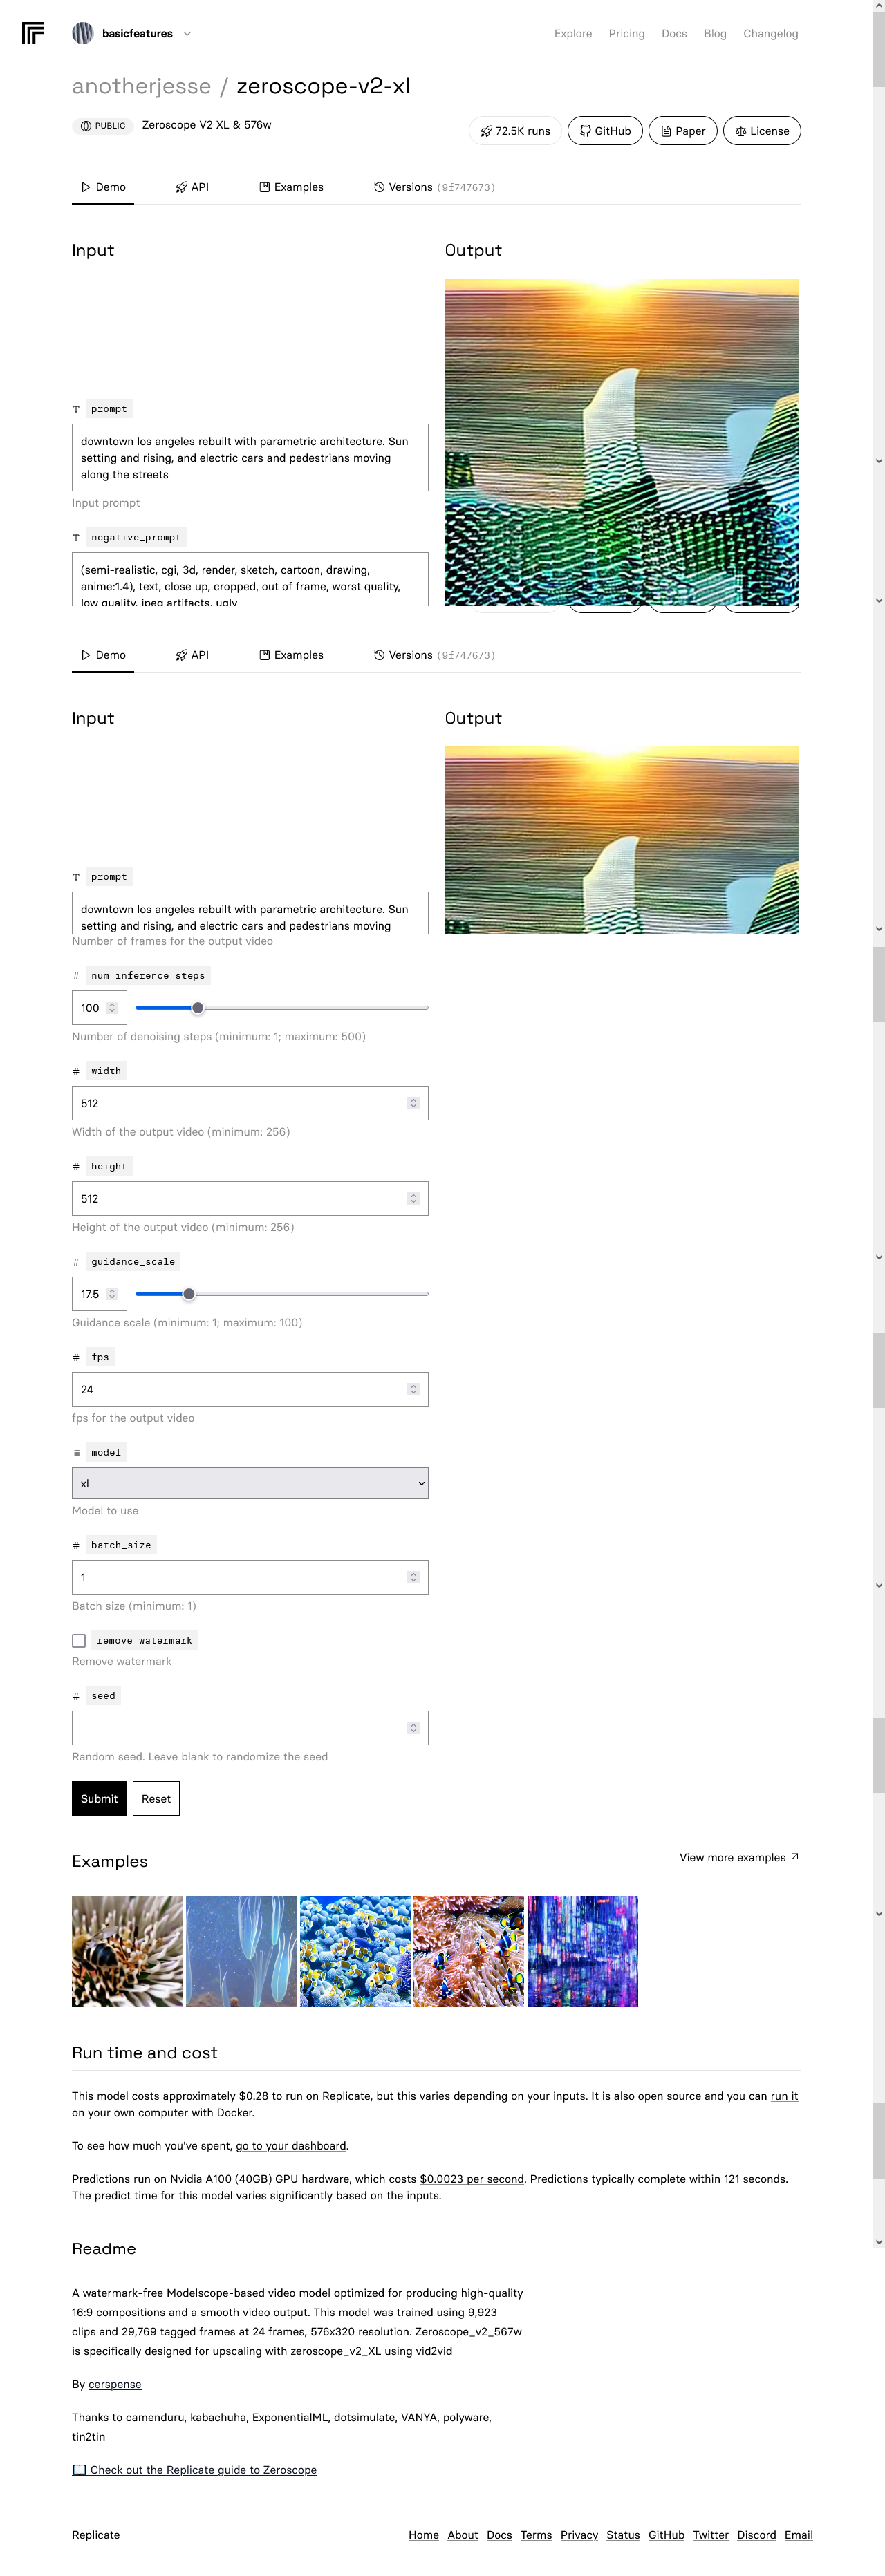 basicfeatures
Explore Pricing Docs Blog Changelog
anotherjesse / zeroscope-v2-xl
PUBLIC Zeroscope V2 XL & 576w
72.5K runs GitHub Paper License
Demo API Examples Versions (9f747673)
Input Output
prompt
downtown los angeles rebuilt with parametric architecture. Sun
setting and rising, and electric cars and pedestrians moving
along the streets
Input prompt
negative_prompt
(semi-realistic, cgi, 3d, render, sketch, cartoon, drawing,
anime:1.4), text, close up, cropped, out of frame, worst quality,
low quality, jpeg artifacts, ugly
Demo API Examples Versions (9f747673)
Input Output
prompt
downtown los angeles rebuilt with parametric architecture. Sun
setting and rising, and electric cars and pedestrians moving
Number of frames for the output video
# num_inference_steps
100
Number of denoising steps (minimum: 1; maximum: 500)
# width
512
Width of the output video (minimum: 256)
# height
512
Height of the output video (minimum: 256)
# guidance_scale
17.5
Guidance scale (minimum: 1; maximum: 100)
# fps
24
fps for the output video
model
xl
Model to use
# batch_size
1
Batch size (minimum: 1)
remove_watermark
Remove watermark
# seed
Random seed. Leave blank to randomize the seed
Submit Reset
Examples View more examples
Run time and cost
This model costs approximately $0.28 to run on Replicate, but this varies depending on your inputs. It is also open source and you can run it
on your own computer with Docker.
To see how much you've spent, go to your dashboard.
Predictions run on Nvidia A100 (40GB) GPU hardware, which costs $0.0023 per second. Predictions typically complete within 121 seconds.
The predict time for this model varies significantly based on the inputs.
Readme
A watermark-free Modelscope-based video model optimized for producing high-quality
16:9 compositions and a smooth video output. This model was trained using 9,923
clips and 29,769 tagged frames at 24 frames, 576x320 resolution. Zeroscope_v2_567w
is specifically designed for upscaling with zeroscope_v2_XL using vid2vid
By cerspense
Thanks to camenduru, kabachuha, ExponentialML, dotsimulate, VANYA, polyware,
tin2tin
Check out the Replicate guide to Zeroscope
Replicate Home About Docs Terms Privacy Status GitHub Twitter Discord Email